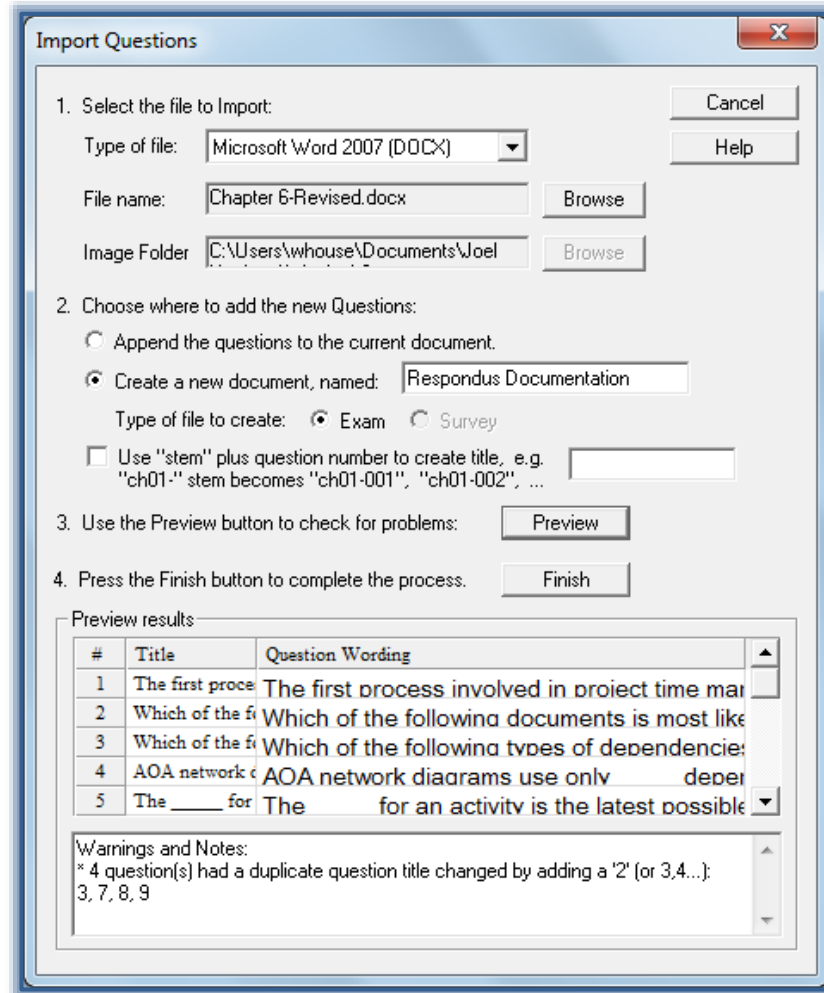 Import Questions
1. Select the file to Import:
Cancel
Type of file:
Microsoft Word 2007 (DOCX)
Help
File name:
Chapter 6-Revised.docx
Browse
Image Folder
C:\Users\whouse\Documents\Joel
Browse
2. Choose where to add the new Questions:
Append the questions to the current document.
Create a new document, named:
Respondus Documentation
Type of file to create:
Exam
Survey
Use "stem" plus question number to create title, e.g.
"ch01-" stem becomes "ch01-001", "ch01-002", ...
3. Use the Preview button to check for problems:
Preview
4. Press the Finish button to complete the process.
Finish
Preview results
# Title Question Wording
1 The first proce The first process involved in project time mar
2 Which of the fo Which of the following documents is most like
3 Which of the fo Which of the following types of dependencies
4 AOA network d AOA network diagrams use only _____ depen
5 The _____ for The _____ for an activity is the latest possible
Warnings and Notes:
* 4 question(s) had a duplicate question title changed by adding a '2' (or 3,4...):
3, 7, 8, 9